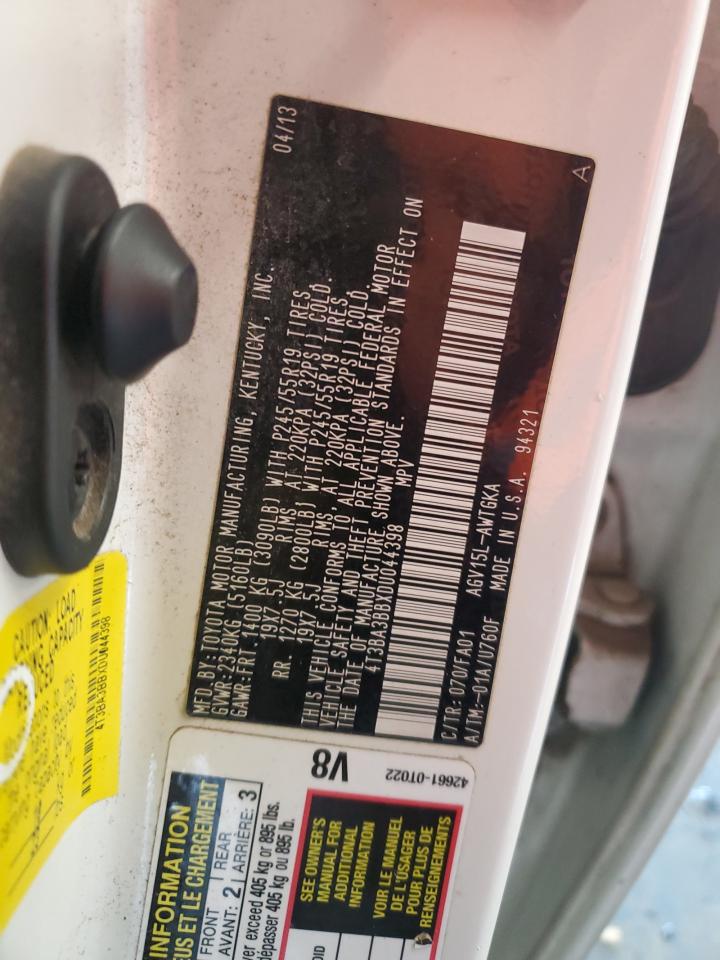 04/13
MFD.BY:TOYOTA MOTOR MANUFACTURING, KENTUCKY, INC.
GVWR:2340KG (5160LB)
GAWR:FRT.1400 KG (3090LB) WITH P245/55R19 TIRES,
19X7.5J RIMS, AT 220KPA (32PSI) COLD.
RR. 1272 KG (2800LB) WITH P245/55R19 TIRES,
19X7.5J RIMS, AT 220KPA (32PSI) COLD.
THIS VEHICLE CONFORMS TO ALL APPLICABLE FEDERAL MOTOR
VEHICLE SAFETY AND THEFT PREVENTION STANDARDS IN EFFECT ON
THE DATE OF MANUFACTURE SHOWN ABOVE.
4T3BA3BBXDU044398 MPV
C/TR:070/FA01 AGV15L-AWTGKA
A/TM:-01A/U760F MADE IN U.S.A. 94321
A
CAUTION: LOAD
CAPACITY
4T3BA3BBXDU044398
V8
42661-0T022
INFORMATION
ET LE CHARGEMENT
FRONT
AVANT: 2
REAR
ARRIÈRE: 3
exceed 405 kg or 895 lbs.
dépasser 405 kg ou 895 lb.
SEE OWNER'S
MANUAL FOR
ADDITIONAL
INFORMATION
VOIR LE MANUEL
DE L'USAGER
POUR PLUS DE
RENSEIGNEMENTS